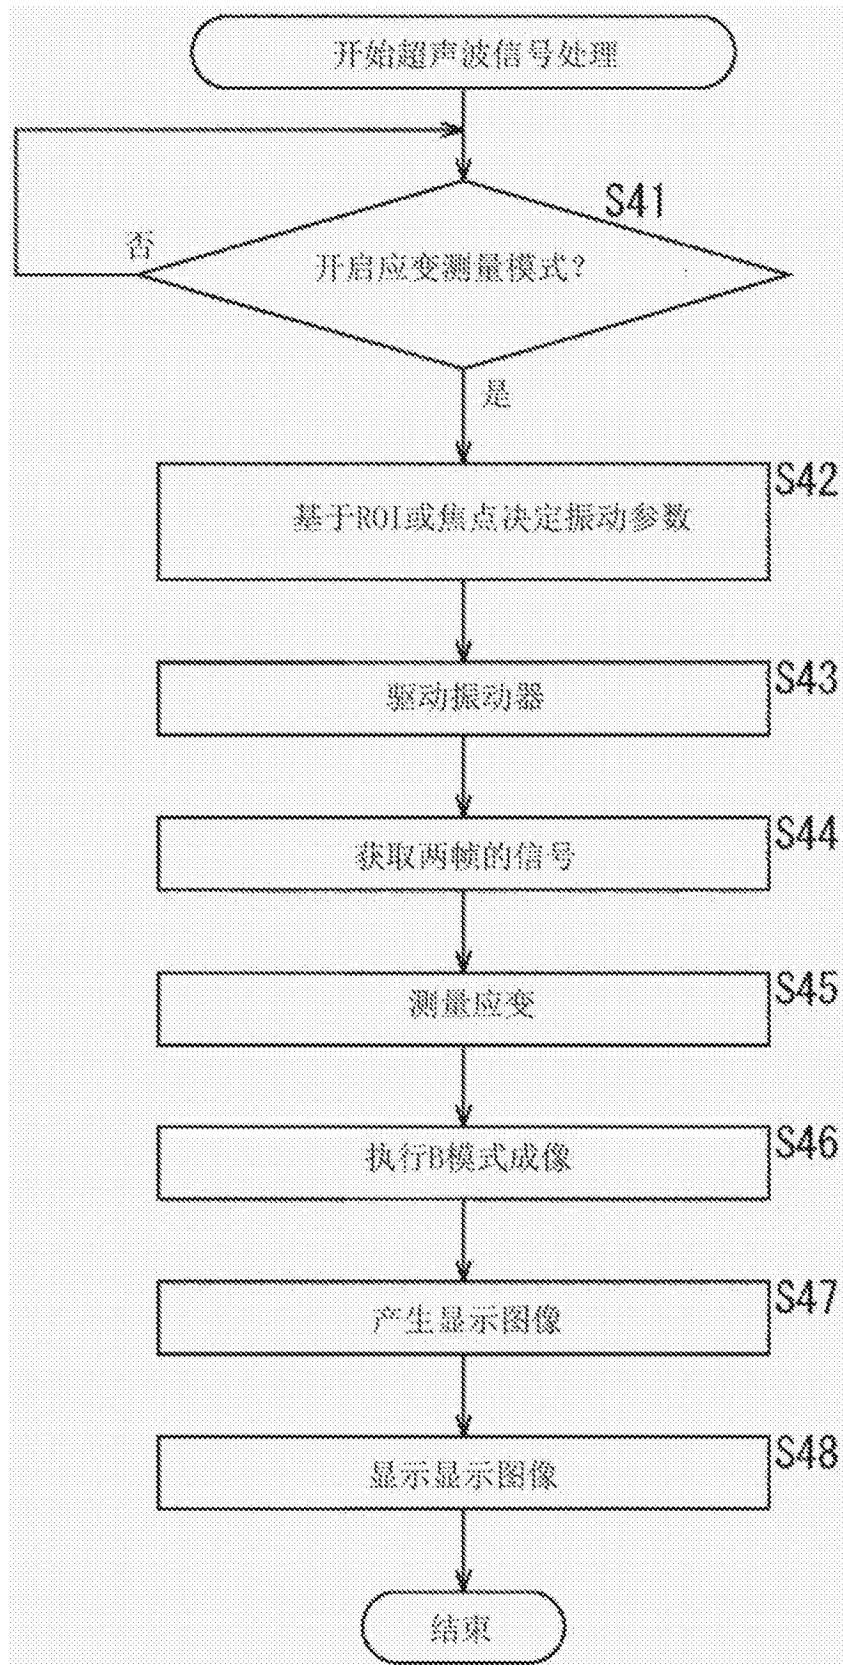 开始超声波信号处理
S41
否
开启应变测量模式?
是
S42
基于ROI或焦点决定振动参数
S43
驱动振动器
S44
获取两帧的信号
S45
测量应变
S46
执行B模式成像
S47
产生显示图像
S48
显示显示图像
结束